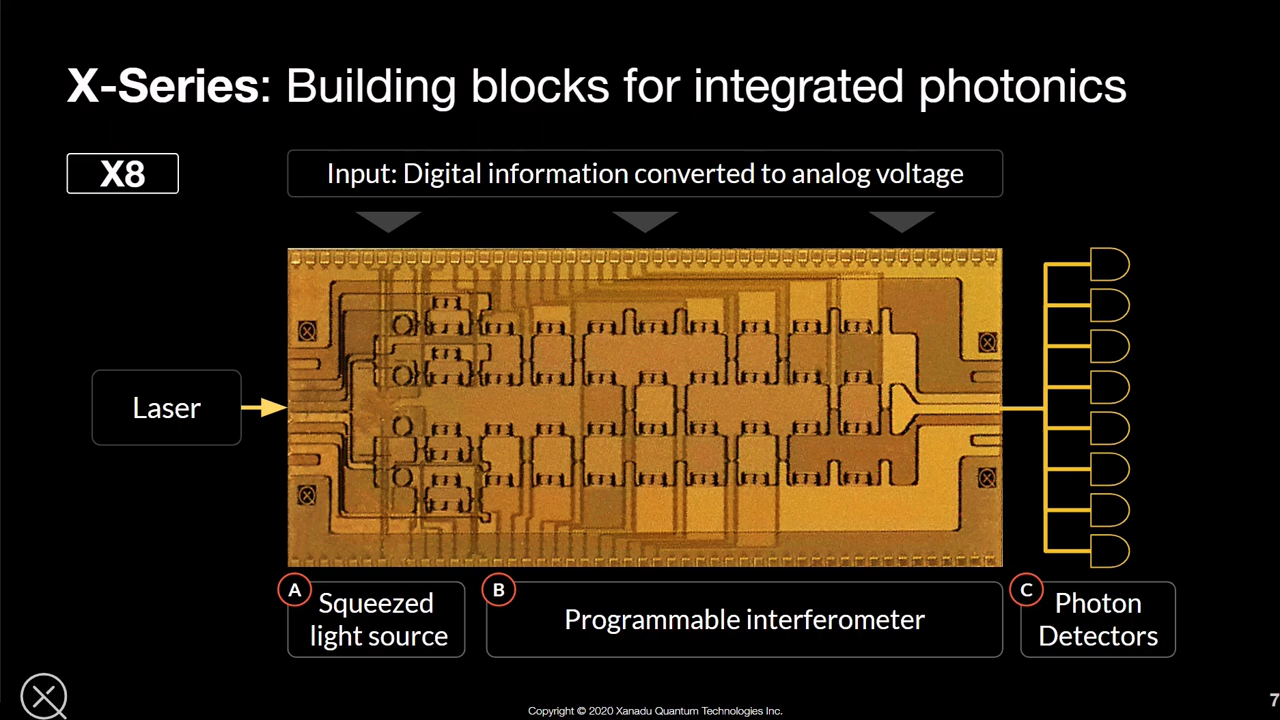 X-Series: Building blocks for integrated photonics
X8
Input: Digital information converted to analog voltage
Laser
A
Squeezed
light source
B
Programmable interferometer
C
Photon
Detectors
Copyright © 2020 Xanadu Quantum Technologies Inc.
7